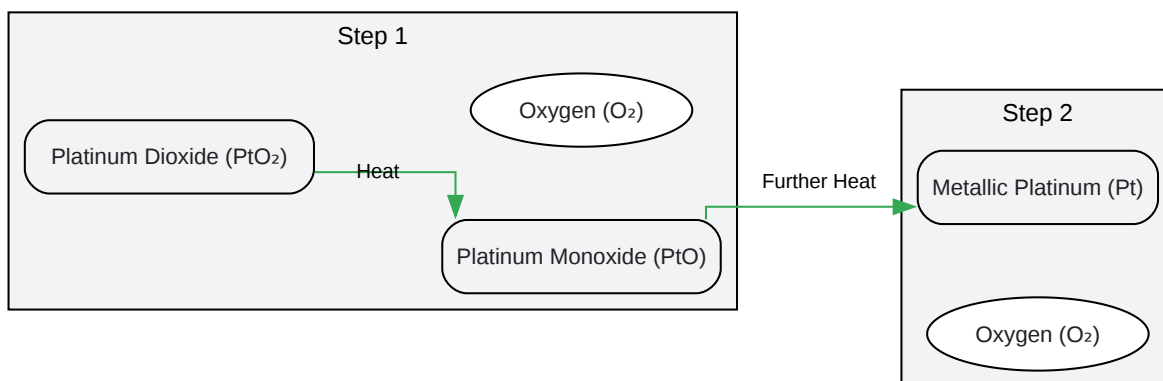 Step 1
Oxygen (O₂)
Platinum Dioxide (PtO₂)
Heat
Platinum Monoxide (PtO)
Further Heat
Step 2
Metallic Platinum (Pt)
Oxygen (O₂)